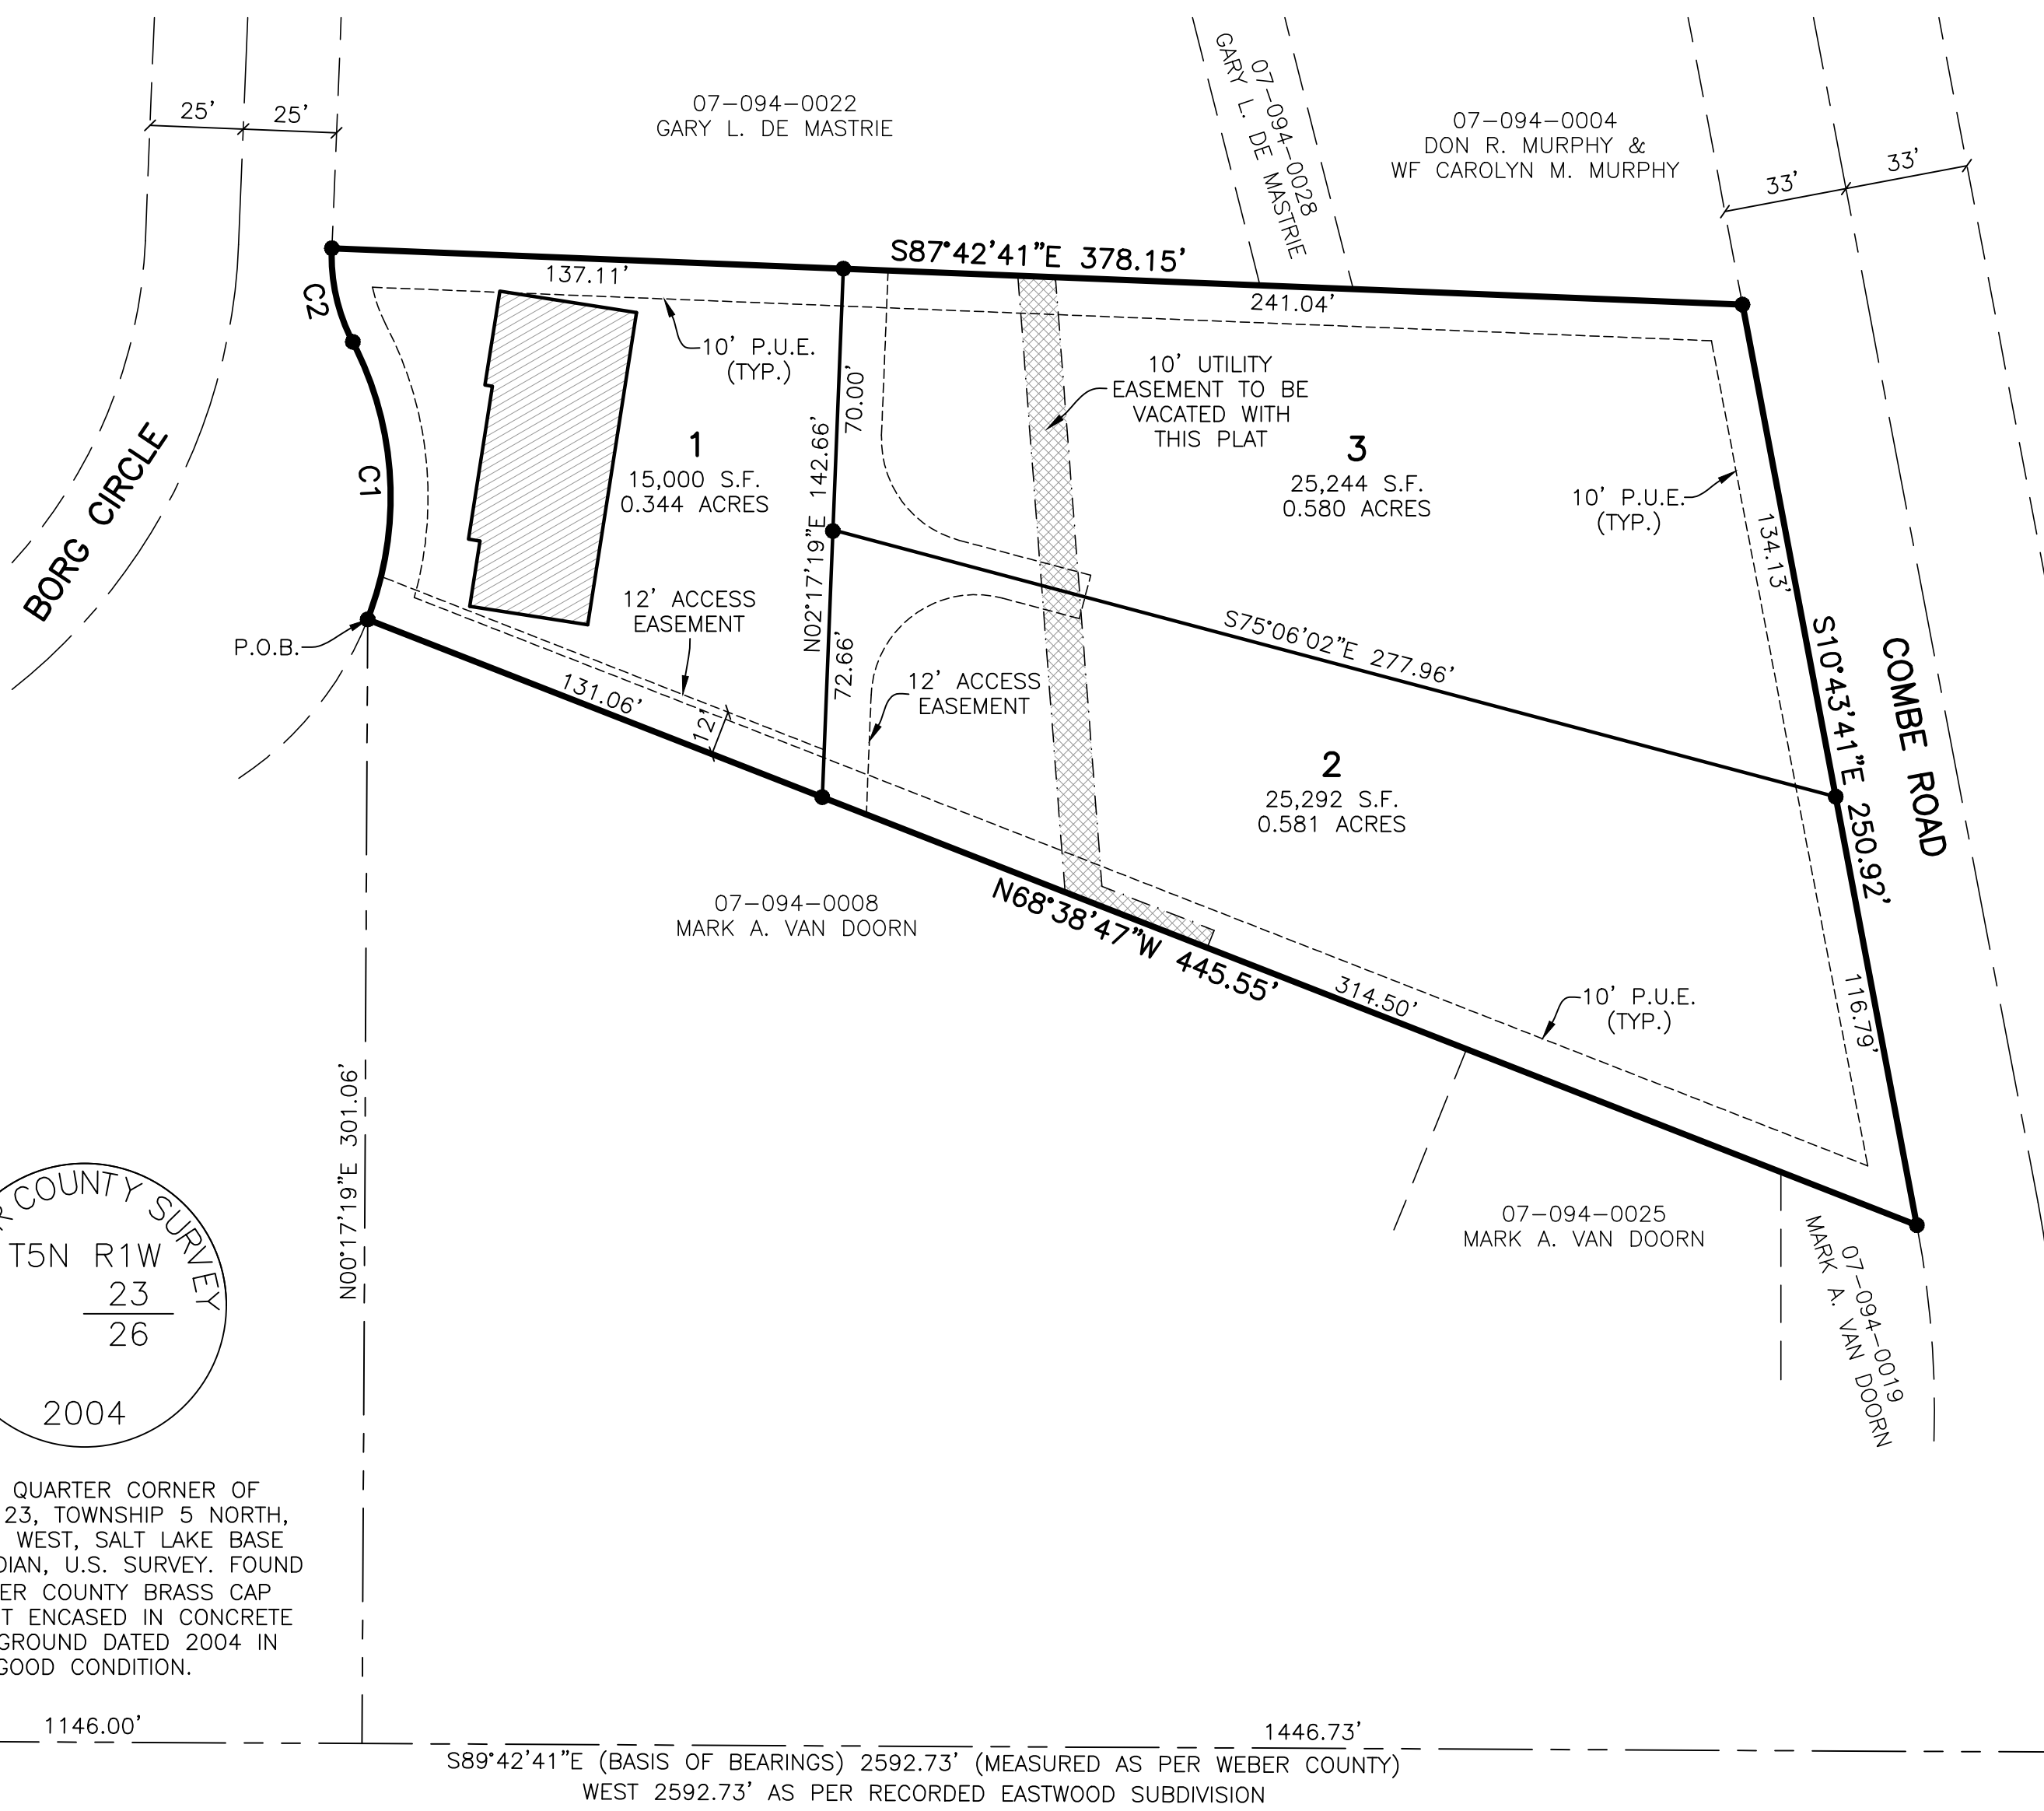 25'
25'
07-094-0022
GARY L. DE MASTRIE
07-094-0028
GARY L. DE MASTRIE
07-094-0004
DON R. MURPHY &
WF CAROLYN M. MURPHY
33'
33'
S87°42'41"E 378.15'
137.11'
241.04'
C2
C1
10' P.U.E.
(TYP.)
70.00'
10' UTILITY
EASEMENT TO BE
VACATED WITH
THIS PLAT
1
15,000 S.F.
0.344 ACRES
3
25,244 S.F.
0.580 ACRES
10' P.U.E.
(TYP.)
134.13'
BORG CIRCLE
N02°17'19"E 142.66'
12' ACCESS
EASEMENT
P.O.B.
72.66'
S75°06'02"E 277.96'
S10°43'41"E 250.92'
COMBE ROAD
131.06'
12'
12' ACCESS
EASEMENT
2
25,292 S.F.
0.581 ACRES
07-094-0008
MARK A. VAN DOORN
N68°38'47"W 445.55'
314.50'
10' P.U.E.
(TYP.)
116.79'
N00°17'19"E 301.06'
07-094-0025
MARK A. VAN DOORN
07-094-0019
MARK A. VAN DOORN
COUNTY SURVEY
T5N R1W
23
26
2004
QUARTER CORNER OF
23, TOWNSHIP 5 NORTH,
WEST, SALT LAKE BASE
DIAN, U.S. SURVEY. FOUND
ER COUNTY BRASS CAP
T ENCASED IN CONCRETE
GROUND DATED 2004 IN
GOOD CONDITION.
1146.00'
1446.73'
S89°42'41"E (BASIS OF BEARINGS) 2592.73' (MEASURED AS PER WEBER COUNTY)
WEST 2592.73' AS PER RECORDED EASTWOOD SUBDIVISION